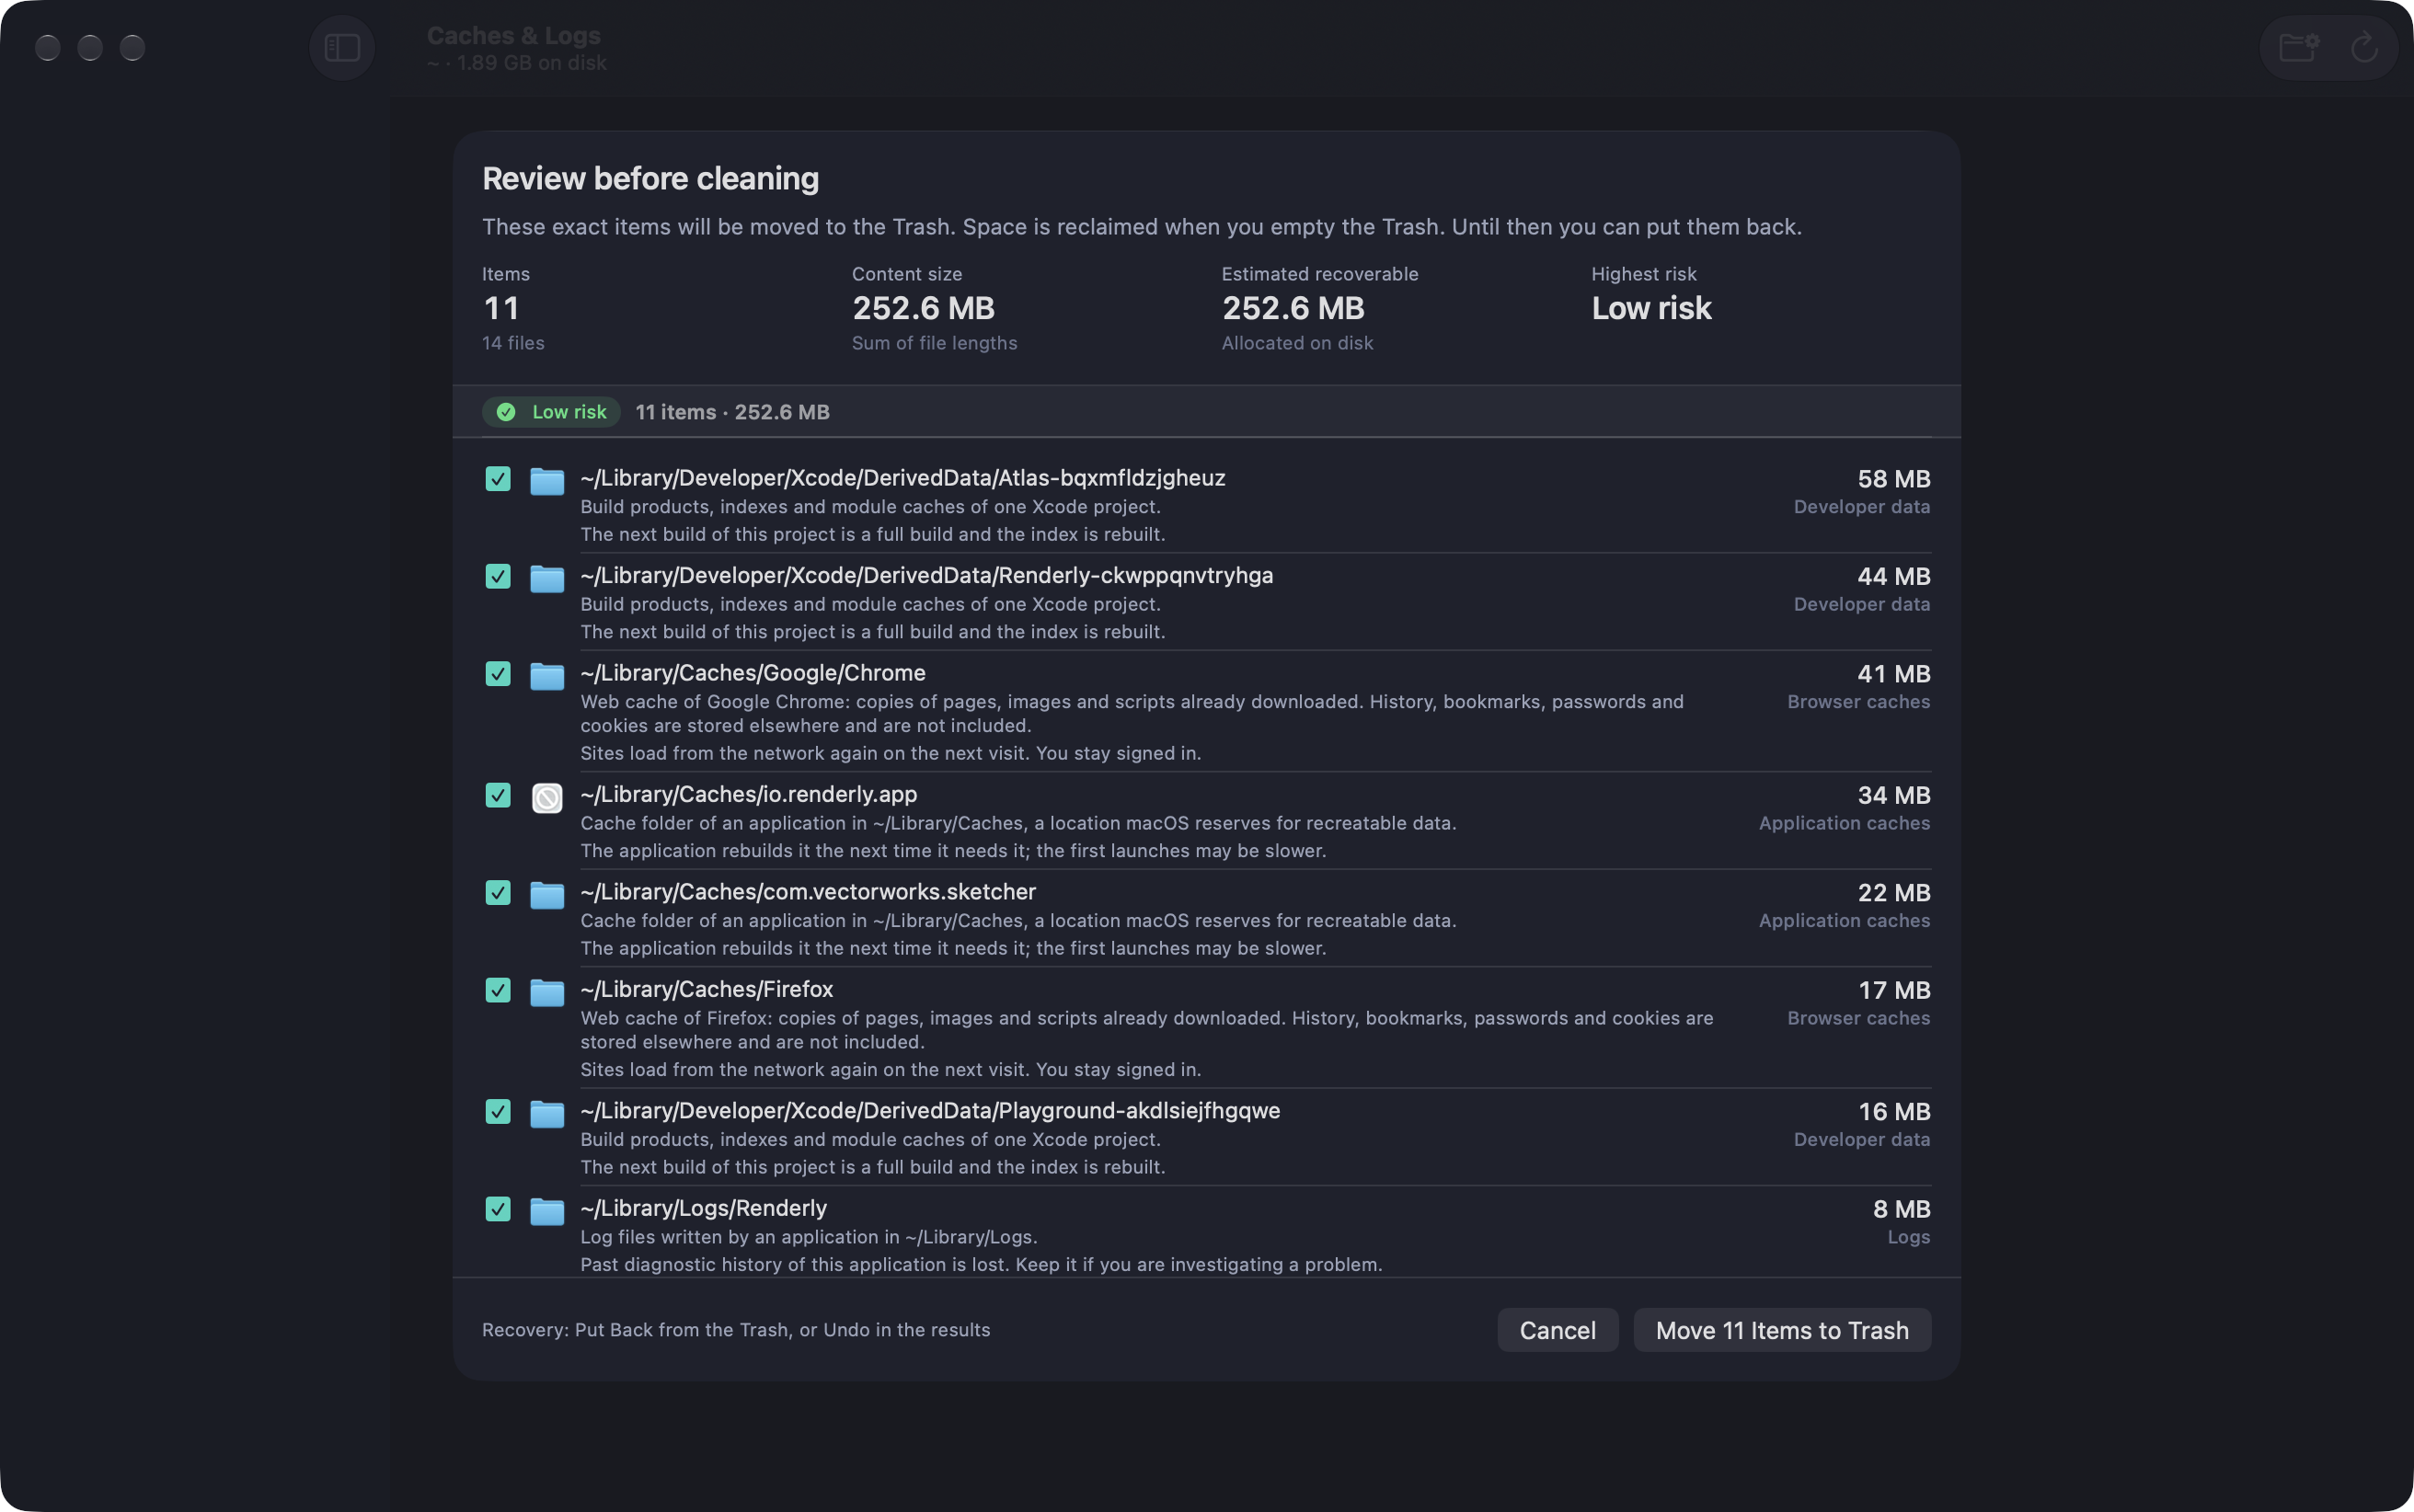 Caches & Logs
~ · 1.89 GB on disk
Review before cleaning
These exact items will be moved to the Trash. Space is reclaimed when you empty the Trash. Until then you can put them back.
Items
11
14 files
Content size
252.6 MB
Sum of file lengths
Estimated recoverable
252.6 MB
Allocated on disk
Highest risk
Low risk
Low risk 11 items · 252.6 MB
~/Library/Developer/Xcode/DerivedData/Atlas-bqxmfldzjgheuz
58 MB
Build products, indexes and module caches of one Xcode project.
Developer data
The next build of this project is a full build and the index is rebuilt.
~/Library/Developer/Xcode/DerivedData/Renderly-ckwppqnvtryhga
44 MB
Build products, indexes and module caches of one Xcode project.
Developer data
The next build of this project is a full build and the index is rebuilt.
~/Library/Caches/Google/Chrome
41 MB
Web cache of Google Chrome: copies of pages, images and scripts already downloaded. History, bookmarks, passwords and
Browser caches
cookies are stored elsewhere and are not included.
Sites load from the network again on the next visit. You stay signed in.
~/Library/Caches/io.renderly.app
34 MB
Cache folder of an application in ~/Library/Caches, a location macOS reserves for recreatable data.
Application caches
The application rebuilds it the next time it needs it; the first launches may be slower.
~/Library/Caches/com.vectorworks.sketcher
22 MB
Cache folder of an application in ~/Library/Caches, a location macOS reserves for recreatable data.
Application caches
The application rebuilds it the next time it needs it; the first launches may be slower.
~/Library/Caches/Firefox
17 MB
Web cache of Firefox: copies of pages, images and scripts already downloaded. History, bookmarks, passwords and cookies are
Browser caches
stored elsewhere and are not included.
Sites load from the network again on the next visit. You stay signed in.
~/Library/Developer/Xcode/DerivedData/Playground-akdlsiejfhgqwe
16 MB
Build products, indexes and module caches of one Xcode project.
Developer data
The next build of this project is a full build and the index is rebuilt.
~/Library/Logs/Renderly
8 MB
Log files written by an application in ~/Library/Logs.
Logs
Past diagnostic history of this application is lost. Keep it if you are investigating a problem.
Recovery: Put Back from the Trash, or Undo in the results
Cancel
Move 11 Items to Trash